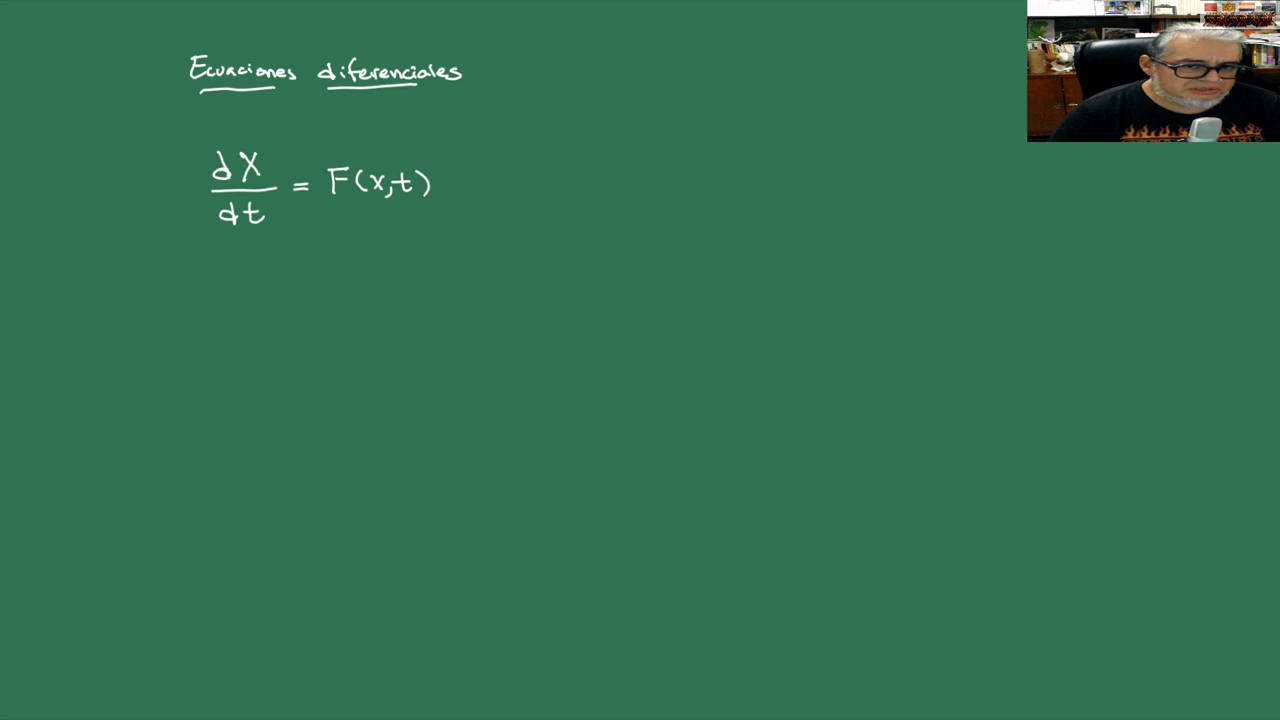 Ecuaciones diferenciales
dX/dt = F(x,t)